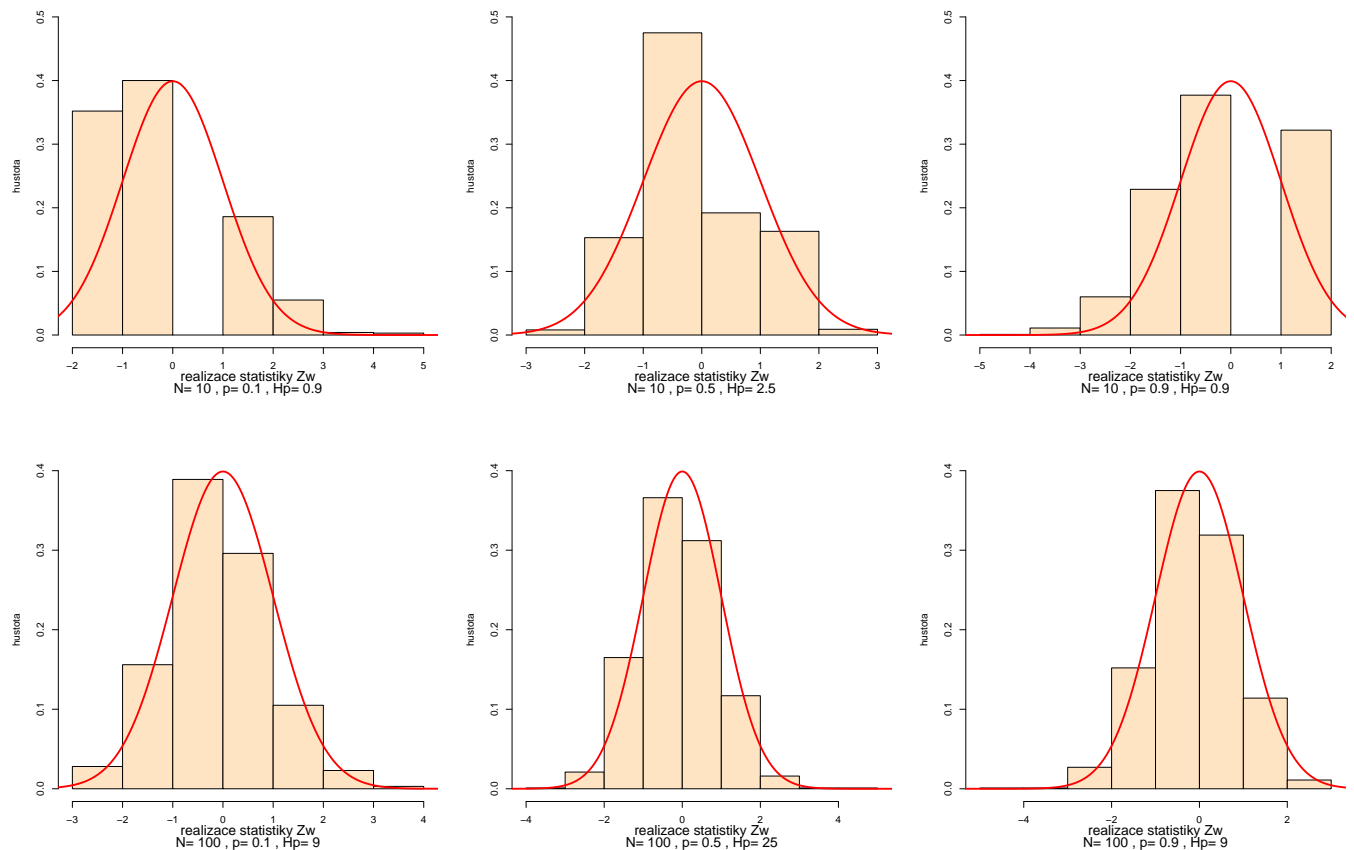 0.0 0.1 0.2 0.3 0.4 0.5
hustota
−2 −1 0 1 2 3 4 5
realizace statistiky Zw
N= 10 , p= 0.1 , Hp= 0.9
0.0 0.1 0.2 0.3 0.4 0.5
hustota
−3 −2 −1 0 1 2 3
realizace statistiky Zw
N= 10 , p= 0.5 , Hp= 2.5
0.0 0.1 0.2 0.3 0.4 0.5
hustota
−5 −4 −3 −2 −1 0 1 2
realizace statistiky Zw
N= 10 , p= 0.9 , Hp= 0.9
0.0 0.1 0.2 0.3 0.4
hustota
−3 −2 −1 0 1 2 3 4
realizace statistiky Zw
N= 100 , p= 0.1 , Hp= 9
0.0 0.1 0.2 0.3 0.4
hustota
−4 −2 0 2 4
realizace statistiky Zw
N= 100 , p= 0.5 , Hp= 25
0.0 0.1 0.2 0.3 0.4
hustota
−4 −2 0 2
realizace statistiky Zw
N= 100 , p= 0.9 , Hp= 9